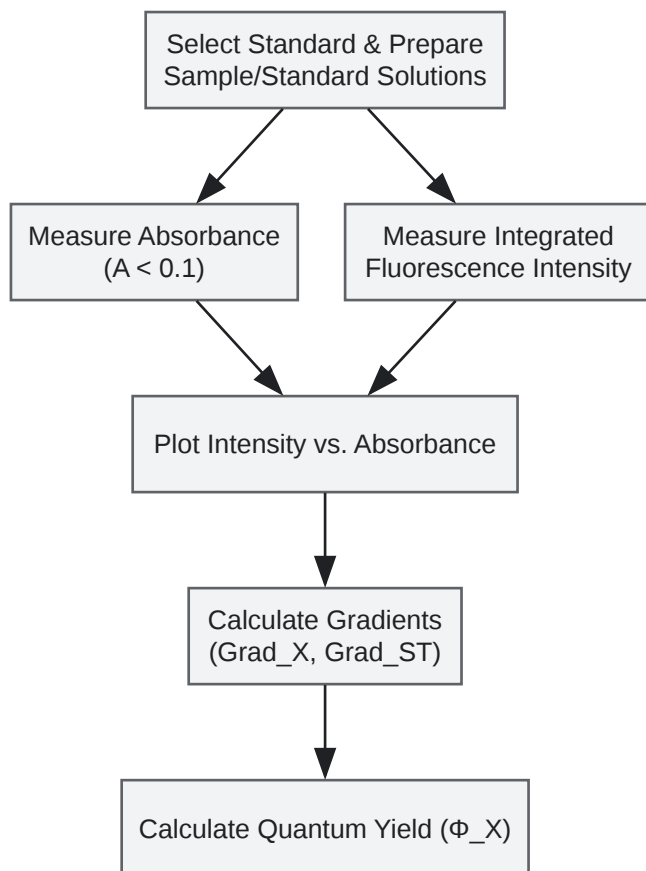 Select Standard & Prepare
Sample/Standard Solutions
Measure Absorbance
(A < 0.1)
Measure Integrated
Fluorescence Intensity
Plot Intensity vs. Absorbance
Calculate Gradients
(Grad_X, Grad_ST)
Calculate Quantum Yield (Φ_X)